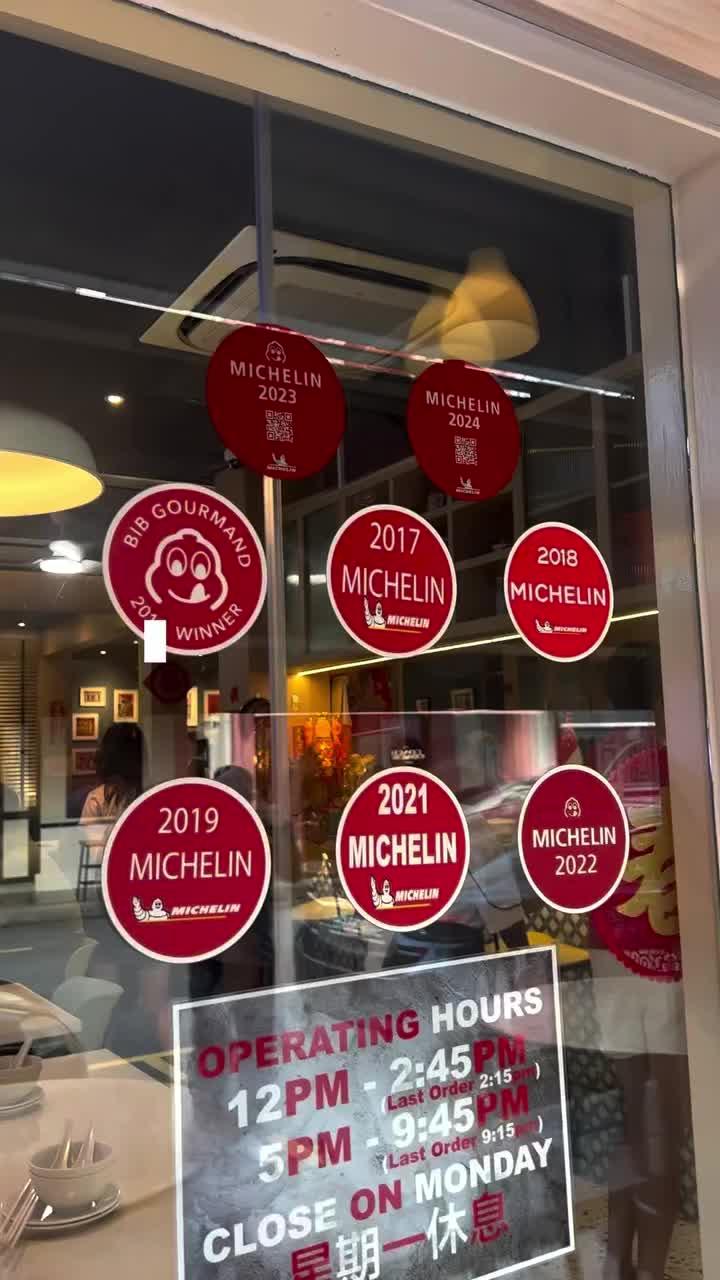 MICHELIN
2023
MICHELIN
MICHELIN
2024
MICHELIN
BIB GOURMAND
WINNER
2017
MICHELIN
MICHELIN
2018
MICHELIN
MICHELIN
2019
MICHELIN
MICHELIN
2021
MICHELIN
MICHELIN
MICHELIN
2022
OPERATING HOURS
12PM - 2:45PM
(Last Order 2:15pm)
5PM - 9:45PM
(Last Order 9:15pm)
CLOSE ON MONDAY
星期一休息